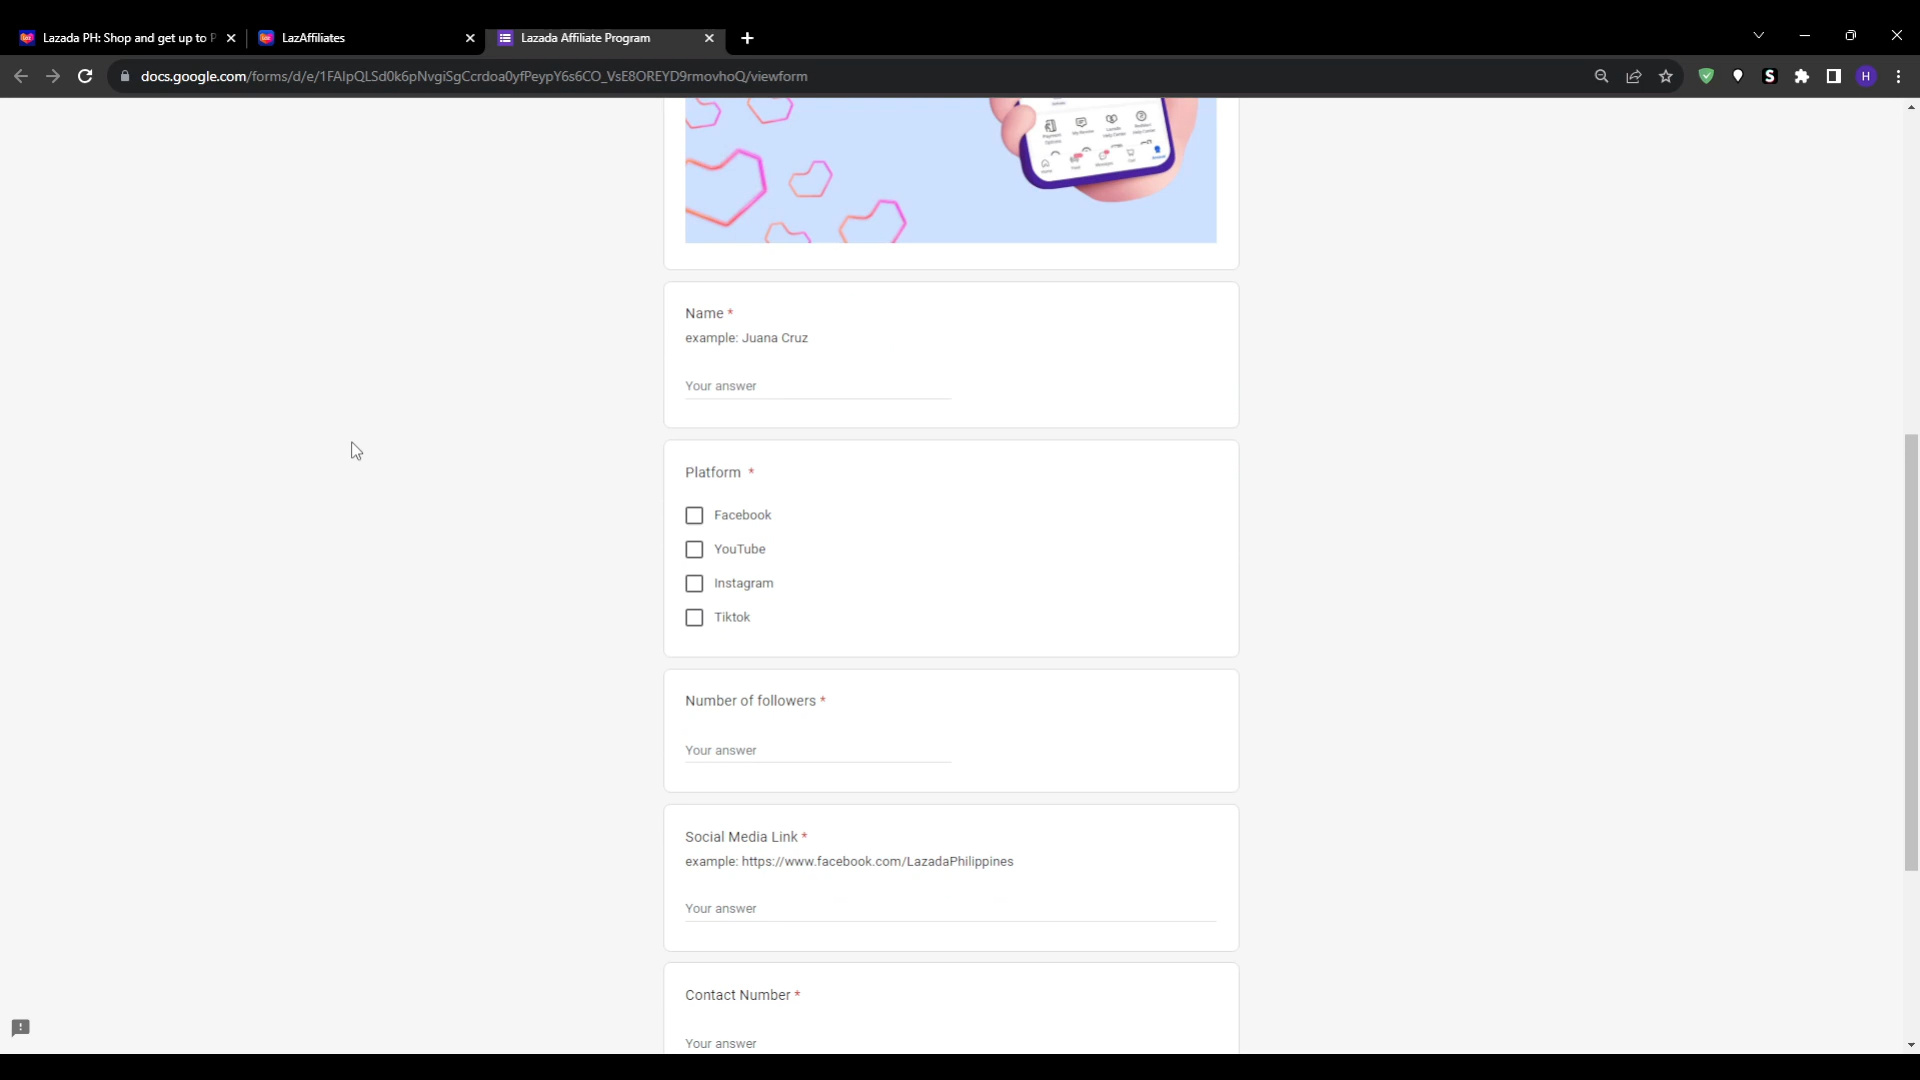 Lazada PH: Shop and get up to P
LazAffiliates
Lazada Affiliate Program
docs.google.com/forms/d/e/1FAIpQLSd0k6pNvgiSgCcrdoa0yfPeypY6s6CO_VsE8OREYD9rmovhoQ/viewform
S
H
Name *
example: Juana Cruz
Your answer
Platform *
Facebook
YouTube
Instagram
Tiktok
Number of followers *
Your answer
Social Media Link *
example: https://www.facebook.com/LazadaPhilippines
Your answer
Contact Number *
Your answer